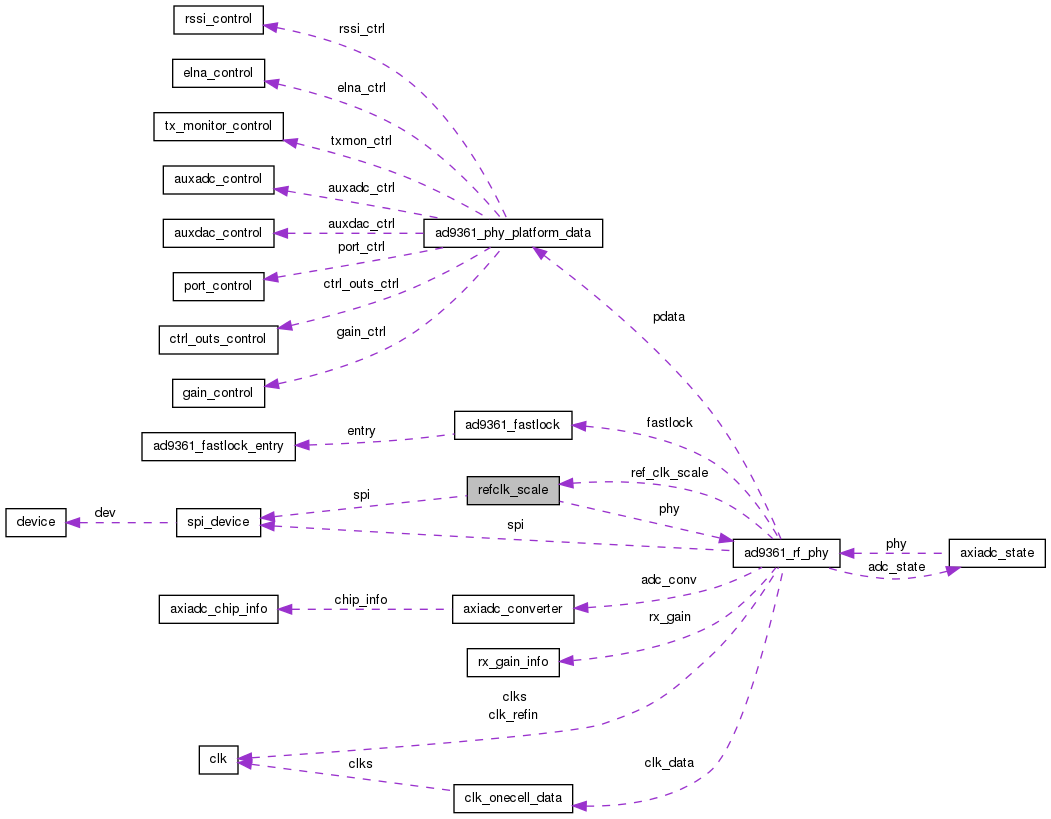 rssi_control
rssi_ctrl
elna_control
elna_ctrl
tx_monitor_control
txmon_ctrl
auxadc_control
auxadc_ctrl
auxdac_control
auxdac_ctrl
ad9361_phy_platform_data
port_ctrl
port_control
ctrl_outs_ctrl
pdata
gain_ctrl
ctrl_outs_control
gain_control
ad9361_fastlock_entry
entry
ad9361_fastlock
fastlock
ref_clk_scale
refclk_scale
spi
phy
device
dev
spi_device
spi
ad9361_rf_phy
phy
axiadc_state
adc_state
adc_conv
axiadc_chip_info
chip_info
axiadc_converter
rx_gain
rx_gain_info
clks
clk_refin
clk
clks
clk_data
clk_onecell_data